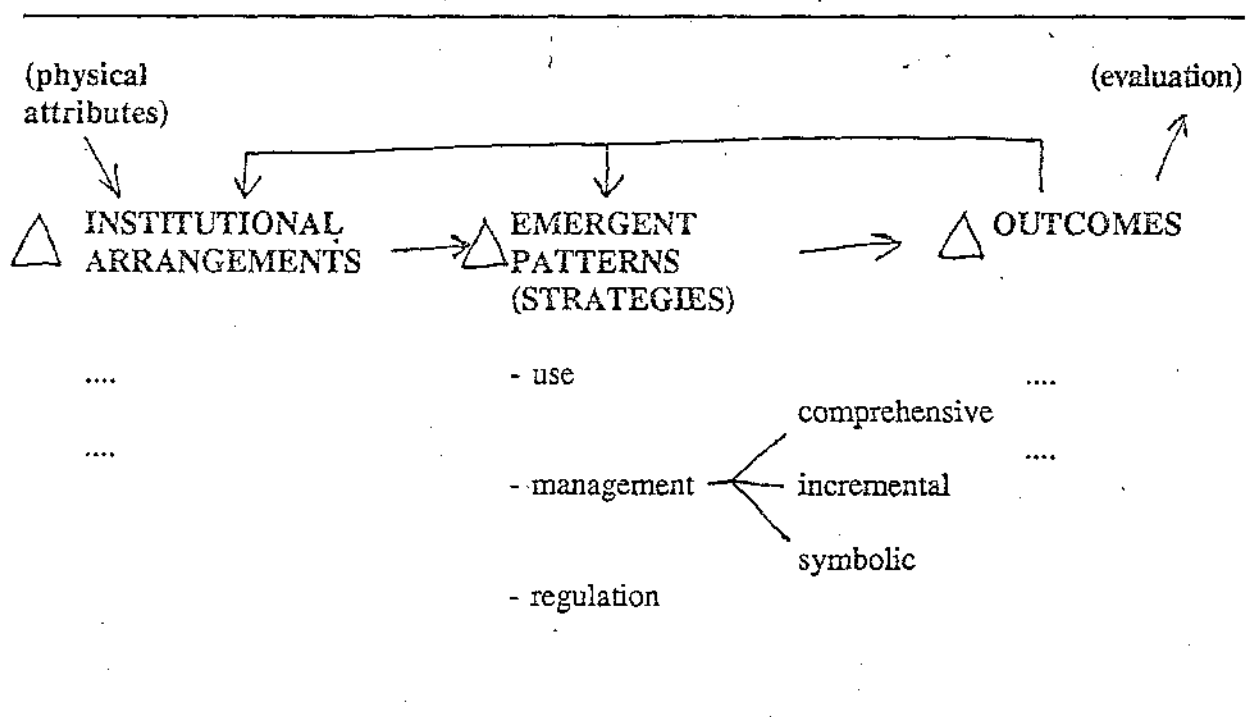 (physical
attributes)
(evaluation)
INSTITUTIONAL
ARRANGEMENTS
EMERGENT
PATTERNS
(STRATEGIES)
OUTCOMES
....
- use
....
comprehensive
....
....
- management
incremental
symbolic
- regulation